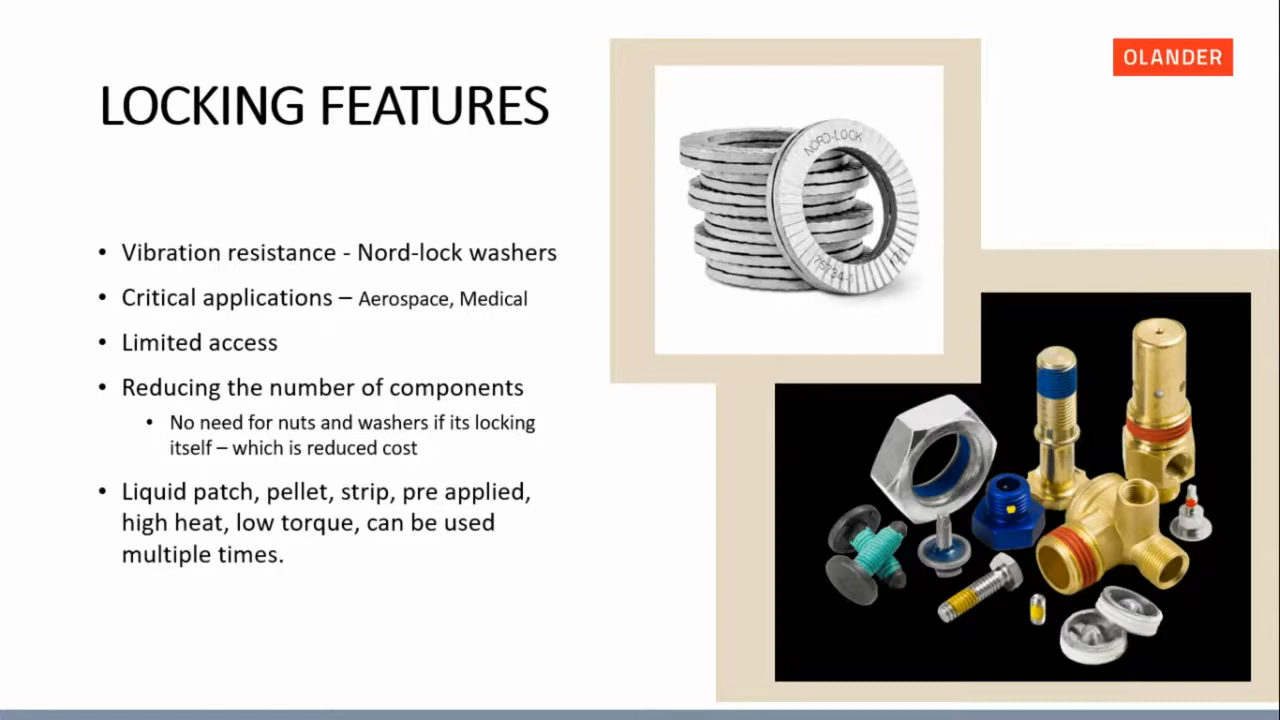 OLANDER
LOCKING FEATURES
• Vibration resistance - Nord-lock washers
• Critical applications – Aerospace, Medical
• Limited access
• Reducing the number of components
• No need for nuts and washers if its locking
itself – which is reduced cost
• Liquid patch, pellet, strip, pre applied,
high heat, low torque, can be used
multiple times.
NORD-LOCK